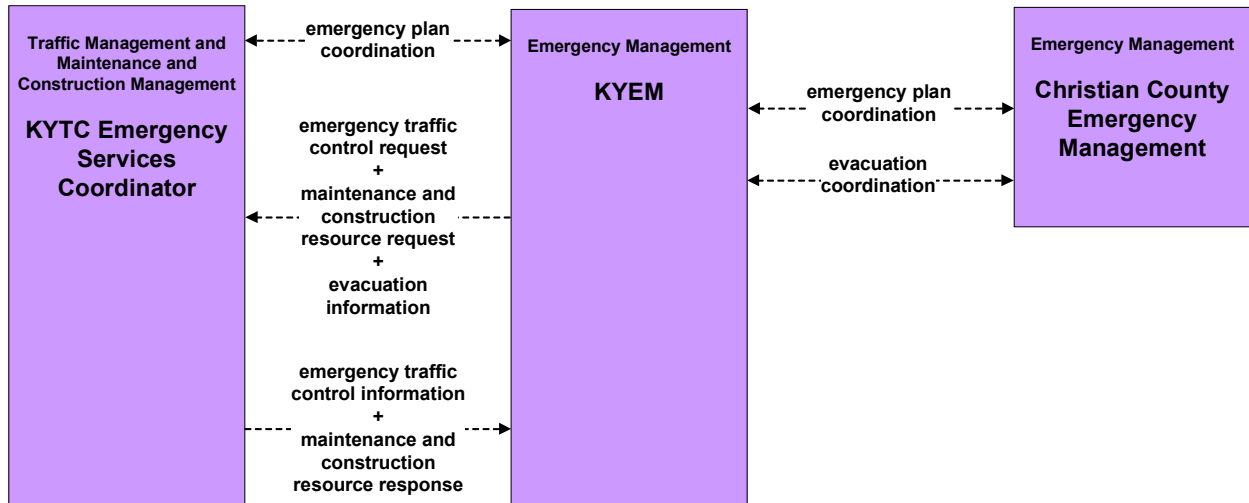 Traffic Management and
Maintenance and
Construction Management
KYTC Emergency
Services
Coordinator
emergency plan
coordination
emergency traffic
control request
+
maintenance and
construction
resource request
+
evacuation
information
emergency traffic
control information
+
maintenance and
construction
resource response
Emergency Management
KYEM
emergency plan
coordination
evacuation
coordination
Emergency Management
Christian County
Emergency
Management